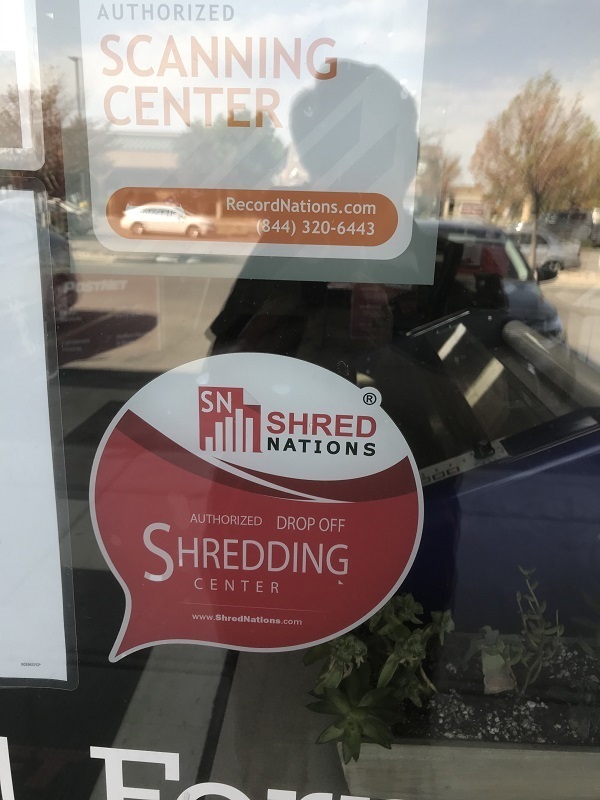 AUTHORIZED
SCANNING
CENTER
RecordNations.com
(844) 320-6443
POSTNET
SN SHRED ®
NATIONS
AUTHORIZED DROP OFF
SHREDDING
CENTER
www.ShredNations.com